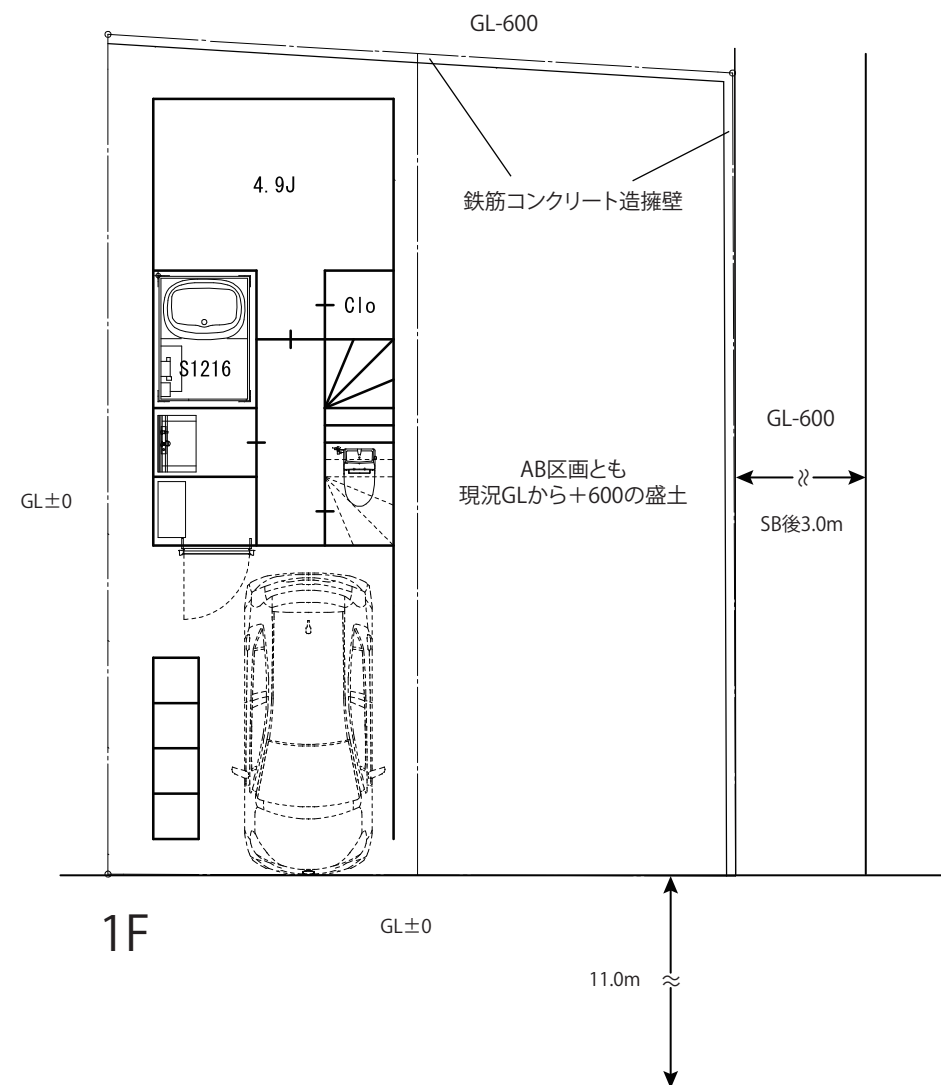 GL-600
4.9J
鉄筋コンクリート造擁壁
Clo
S1216
GL-600
AB区画とも
現況GLから+600の盛土
GL±0
SB後3.0m
1F
GL±0
11.0m